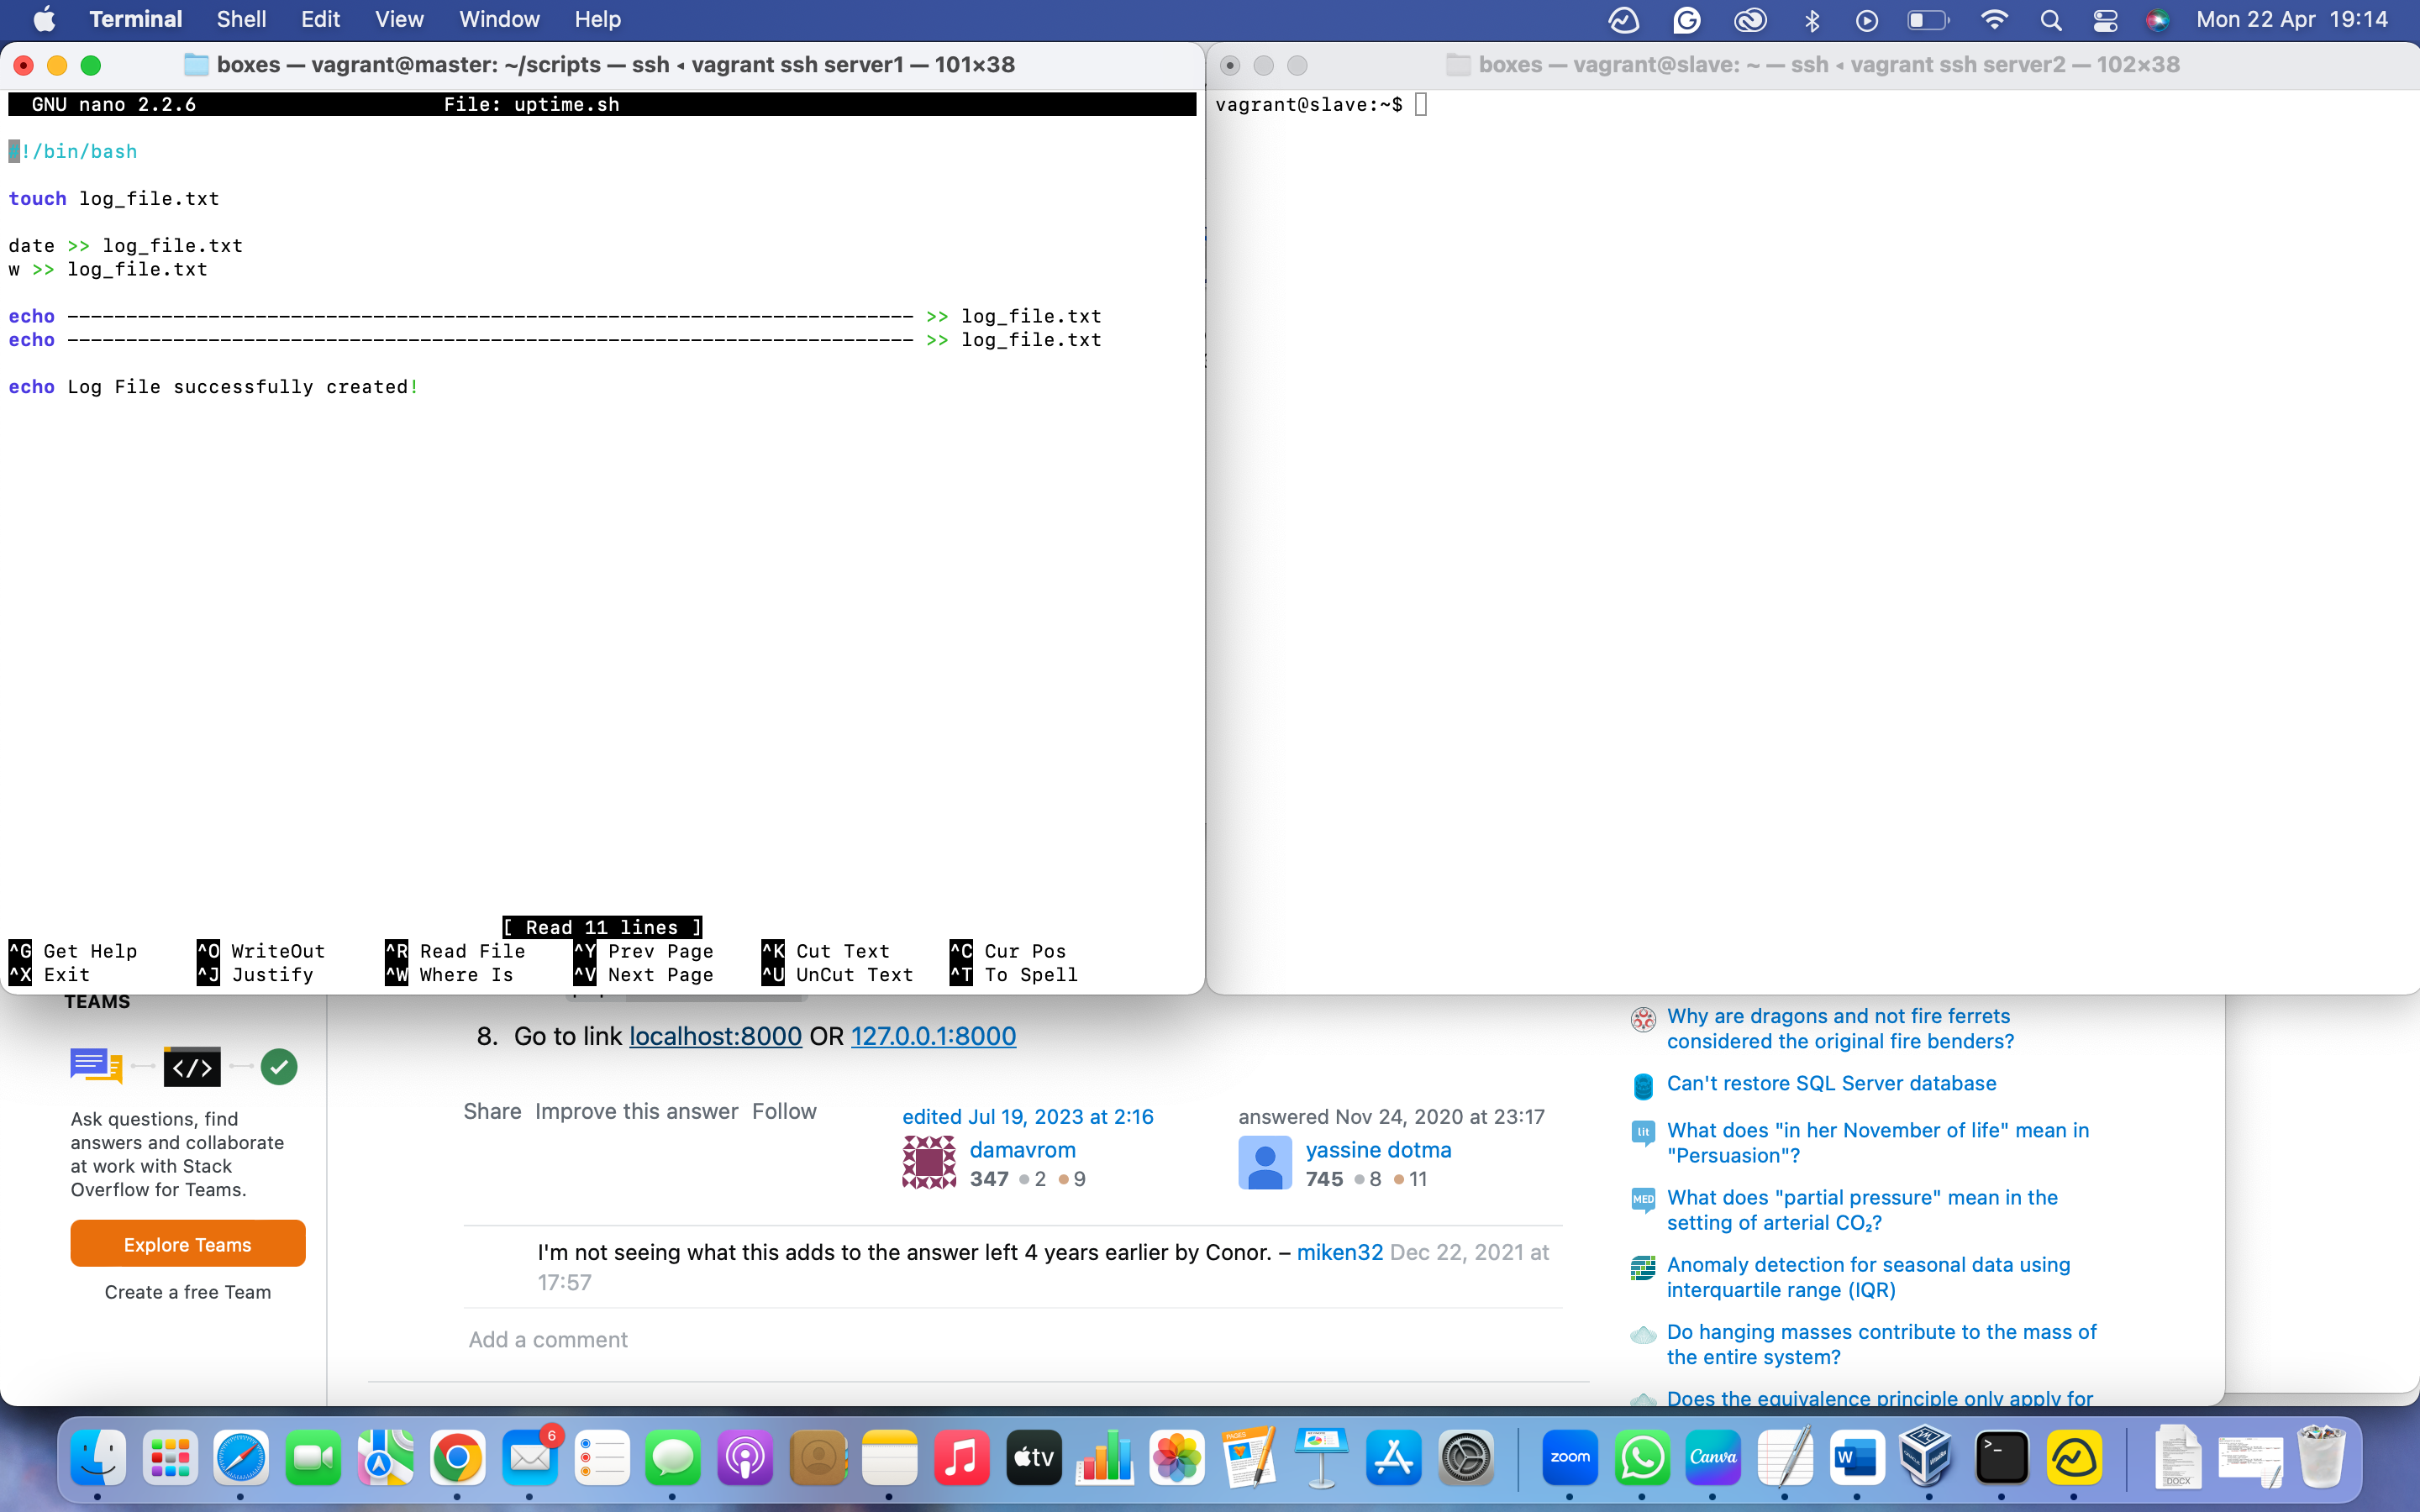 Terminal Shell Edit View Window Help Mon 22 Apr 19:14
boxes — vagrant@master: ~/scripts — ssh ◂ vagrant ssh server1 — 101×38
GNU nano 2.2.6 File: uptime.sh
#!/bin/bash
touch log_file.txt
date >> log_file.txt
w >> log_file.txt
echo ------------------------------------------------------------------------ >> log_file.txt
echo ------------------------------------------------------------------------ >> log_file.txt
echo Log File successfully created!
[ Read 11 lines ]
^G Get Help ^O WriteOut ^R Read File ^Y Prev Page ^K Cut Text ^C Cur Pos
^X Exit ^J Justify ^W Where Is ^V Next Page ^U UnCut Text ^T To Spell
boxes — vagrant@slave: ~ — ssh ◂ vagrant ssh server2 — 102×38
vagrant@slave:~$
TEAMS
</>
Ask questions, find
answers and collaborate
at work with Stack
Overflow for Teams.
Explore Teams
Create a free Team
8. Go to link localhost:8000 OR 127.0.0.1:8000
Share Improve this answer Follow
edited Jul 19, 2023 at 2:16
damavrom
347 2 9
answered Nov 24, 2020 at 23:17
yassine dotma
745 8 11
I'm not seeing what this adds to the answer left 4 years earlier by Conor. – miken32 Dec 22, 2021 at
17:57
Add a comment
Why are dragons and not fire ferrets
considered the original fire benders?
Can't restore SQL Server database
lit
What does "in her November of life" mean in
"Persuasion"?
MED
What does "partial pressure" mean in the
setting of arterial CO₂?
Anomaly detection for seasonal data using
interquartile range (IQR)
Do hanging masses contribute to the mass of
the entire system?
Does the equivalence principle only apply for
6
tv
PAGES
zoom
Canva
W
>_
DOCX